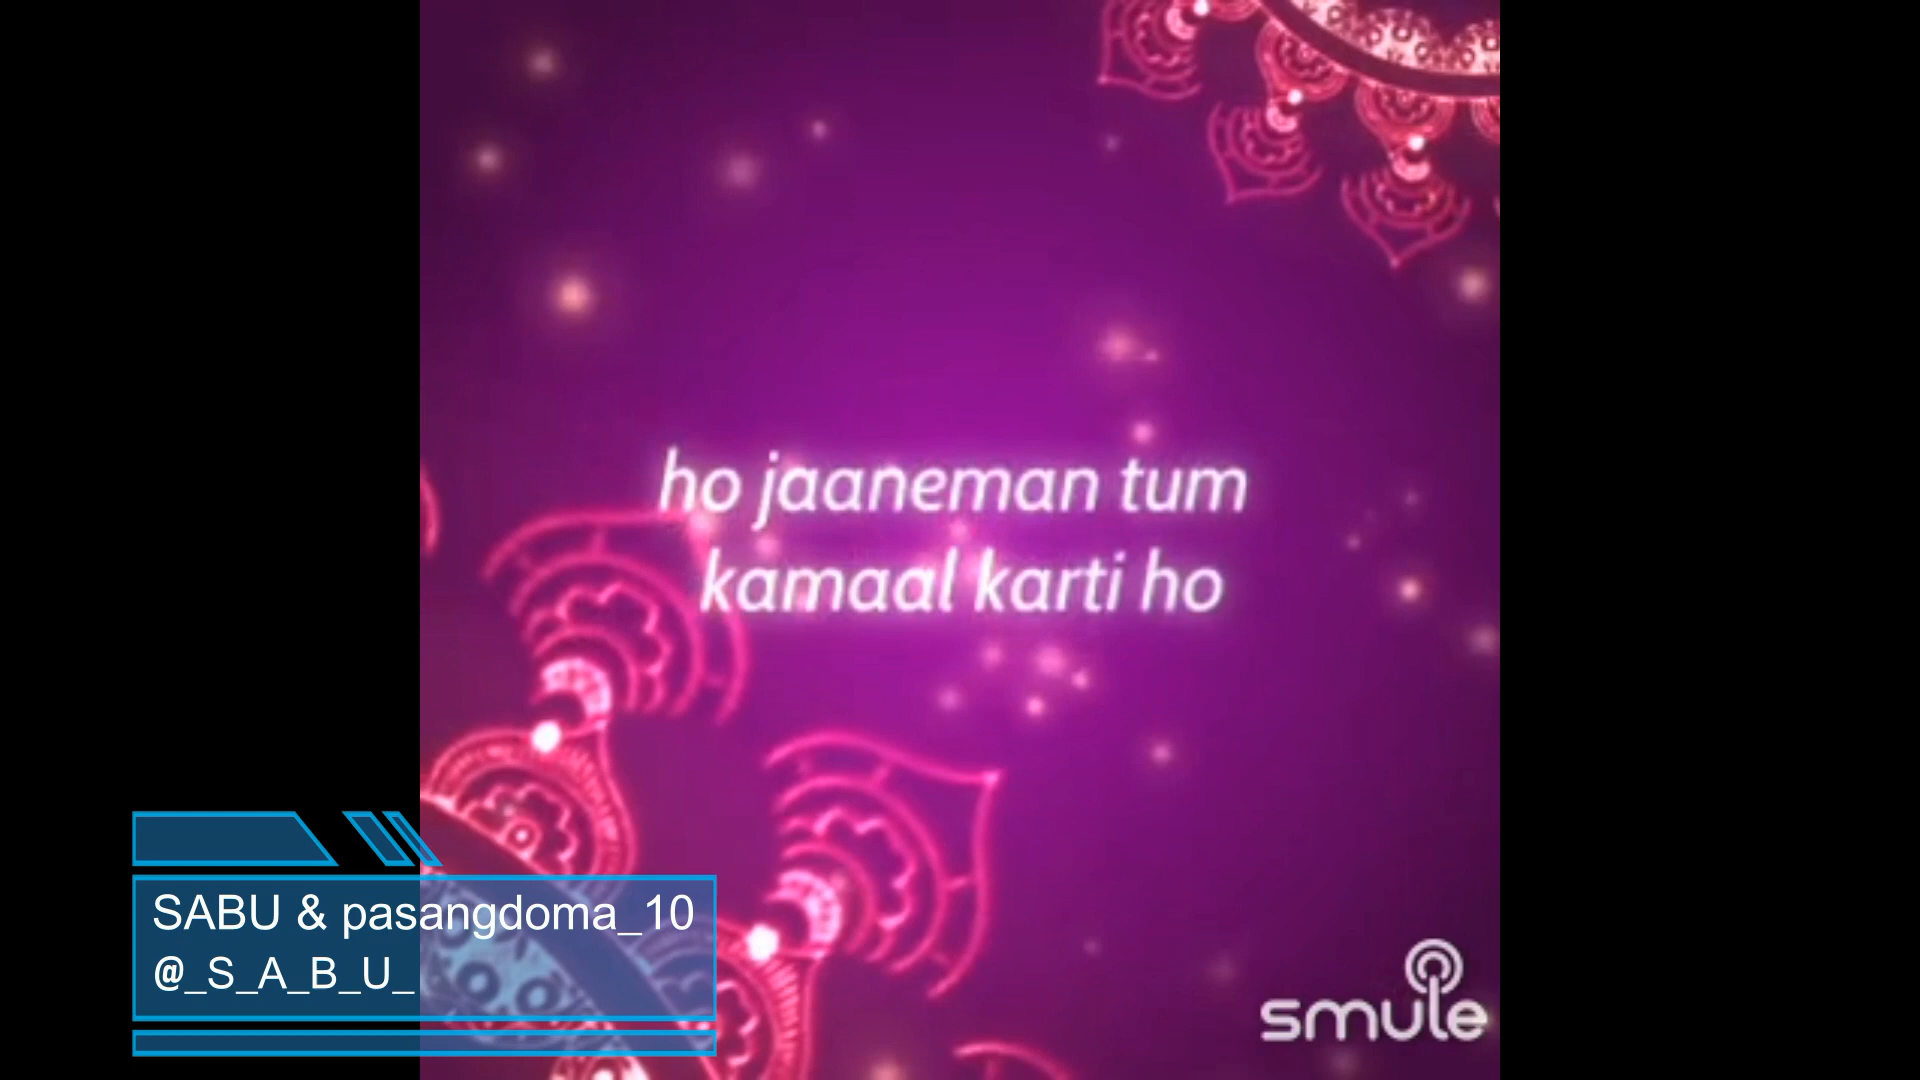 ho jaaneman tum
kamaal karti ho
SABU & pasangdoma_10
@_S_A_B_U_
smule